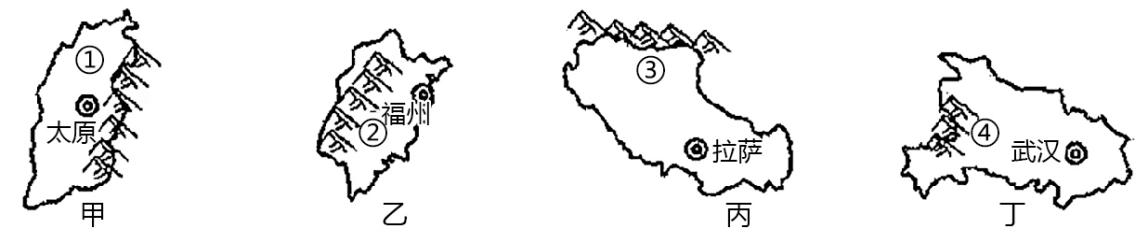 ①
太原
甲
②
福州
乙
③
拉萨
丙
④
武汉
丁